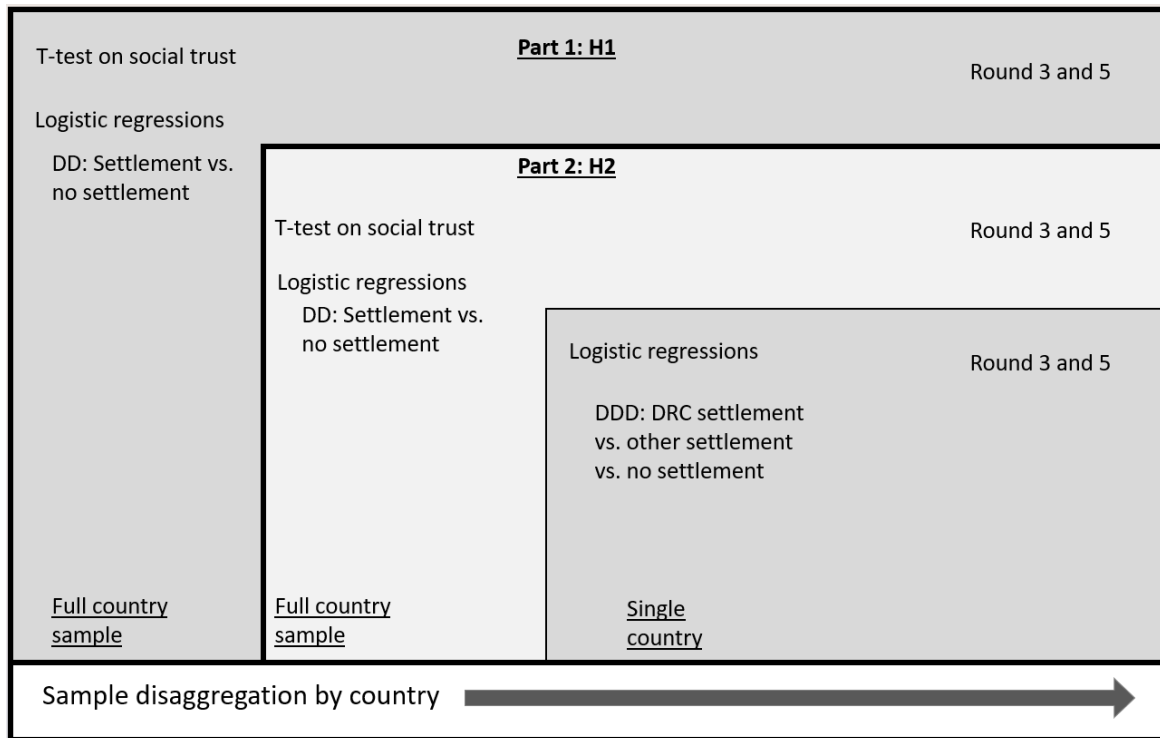 Part 1: H1
T-test on social trust
Round 3 and 5
Logistic regressions
DD: Settlement vs.
no settlement
Part 2: H2
T-test on social trust
Round 3 and 5
Logistic regressions
DD: Settlement vs.
no settlement
Logistic regressions
Round 3 and 5
DDD: DRC settlement
vs. other settlement
vs. no settlement
Full country
sample
Full country
sample
Single
country
Sample disaggregation by country